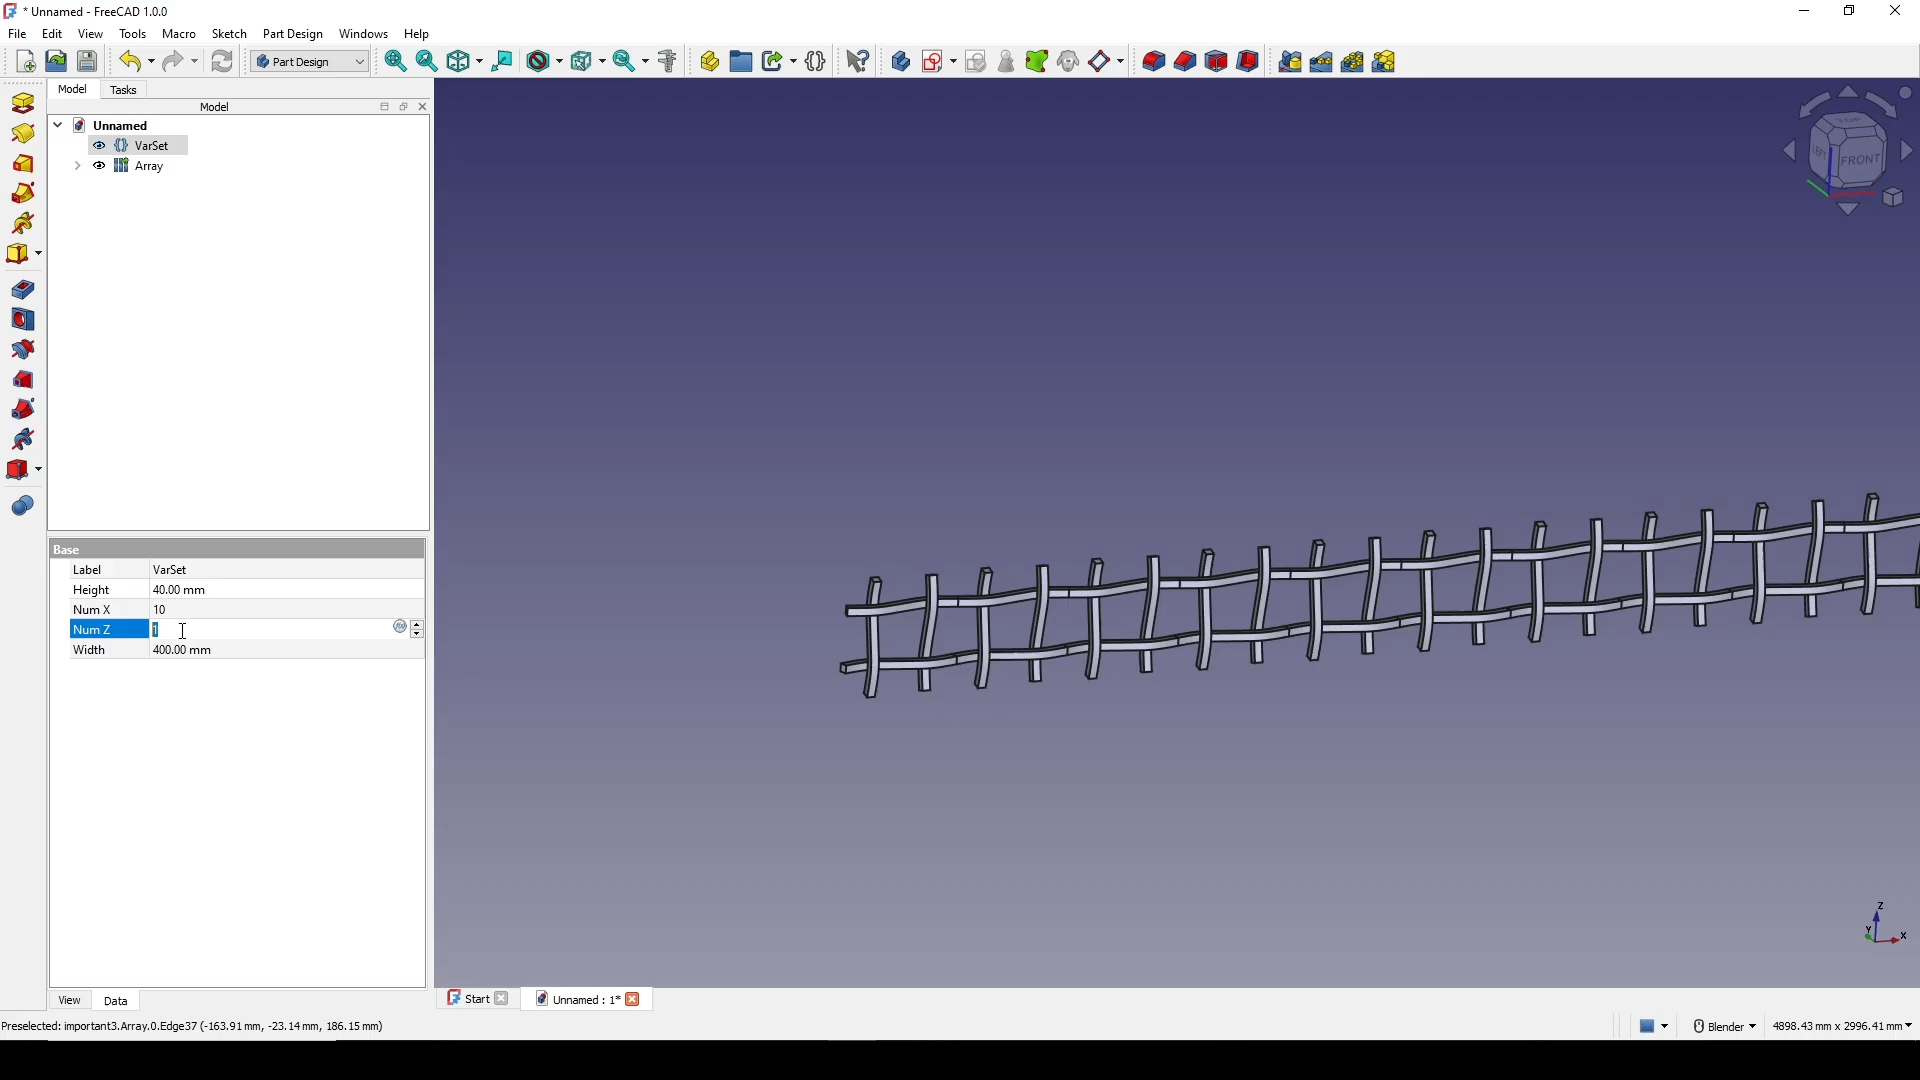 * Unnamed - FreeCAD 1.0.0
File Edit View Tools Macro Sketch Part Design Windows Help
Part Design
Model Tasks
Model
Unnamed
VarSet
Array
TOP
LEFT FRONT
Base
Label VarSet
Height 40.00 mm
Num X 10
Num Z 1
Width 400.00 mm
Z
Y
X
View Data
Start Unnamed : 1*
Preselected: important3.Array.0.Edge37 (-163.91 mm, -23.14 mm, 186.15 mm)
Blender 4898.43 mm x 2996.41 mm